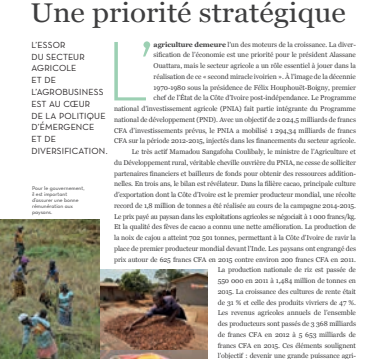 Une priorité stratégique
L'ESSOR
DU SECTEUR
AGRICOLE
ET DE
L'AGROBUSINESS
EST AU CŒUR
DE LA POLITIQUE
D'ÉMERGENCE
ET DE
DIVERSIFICATION.
Pour le gouvernement,
il est important
d'assurer une bonne
rémunération aux
paysans.
L'agriculture demeure l'un des moteurs de la croissance. La diver-
sification de l'économie est une priorité pour le président Alassane
Ouattara, mais le secteur agricole a un rôle essentiel à jouer dans la
réalisation de ce « second miracle ivoirien ». À l'image de la décennie
1970-1980 sous la présidence de Félix Houphouët-Boigny, premier
chef de l'État de la Côte d'Ivoire post-indépendance. Le Programme
national d'investissement agricole (PNIA) fait partie intégrante du Programme
national de développement (PND). Avec un objectif de 2 024,5 milliards de francs
CFA d'investissements prévus, le PNIA a mobilisé 1 294,34 milliards de francs
CFA sur la période 2012-2015, injectés dans les financements du secteur agricole.
Le très actif Mamadou Sangafoba Coulibaly, le ministre de l'Agriculture et
du Développement rural, véritable cheville ouvrière du PNIA, ne cesse de solliciter
partenaires financiers et bailleurs de fonds pour obtenir des ressources addition-
nelles. En trois ans, le bilan est révélateur. Dans la filière cacao, principale culture
d'exportation dont la Côte d'Ivoire est le premier producteur mondial, une récolte
record de 1,8 million de tonnes a été réalisée au cours de la campagne 2014-2015.
Le prix payé au paysan dans les exploitations agricoles se négociait à 1 000 francs/kg.
Et la qualité des fèves de cacao a connu une nette amélioration. La production de
la noix de cajou a atteint 702 501 tonnes, permettant à la Côte d'Ivoire de ravir la
place de premier producteur mondial devant l'Inde. Les paysans ont engrangé des
prix autour de 625 francs CFA en 2015 contre environ 200 francs CFA en 2011.
La production nationale de riz est passée de
550 000 en 2011 à 1,484 million de tonnes en
2015. La croissance des cultures de rente était
de 31 % et celle des produits vivriers de 47 %.
Les revenus agricoles annuels de l'ensemble
des producteurs sont passés de 3 368 milliards
de francs CFA en 2012 à 5 653 milliards de
francs CFA en 2015. Ces éléments soulignent
l'objectif : devenir une grande puissance agri-